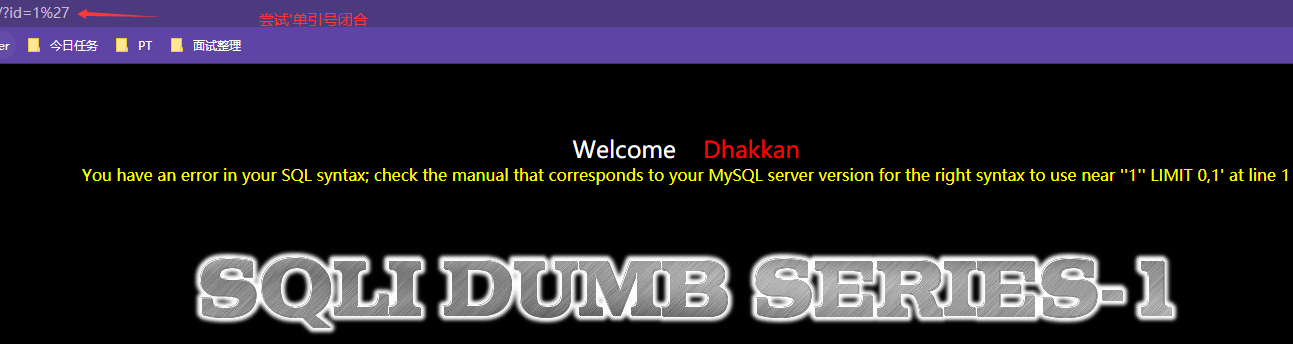 /?id=1%27
尝试'单引号闭合
er 今日任务 PT 面试整理
Welcome Dhakkan
You have an error in your SQL syntax; check the manual that corresponds to your MySQL server version for the right syntax to use near ''1'' LIMIT 0,1' at line 1
SQLI DUMB SERIES-1